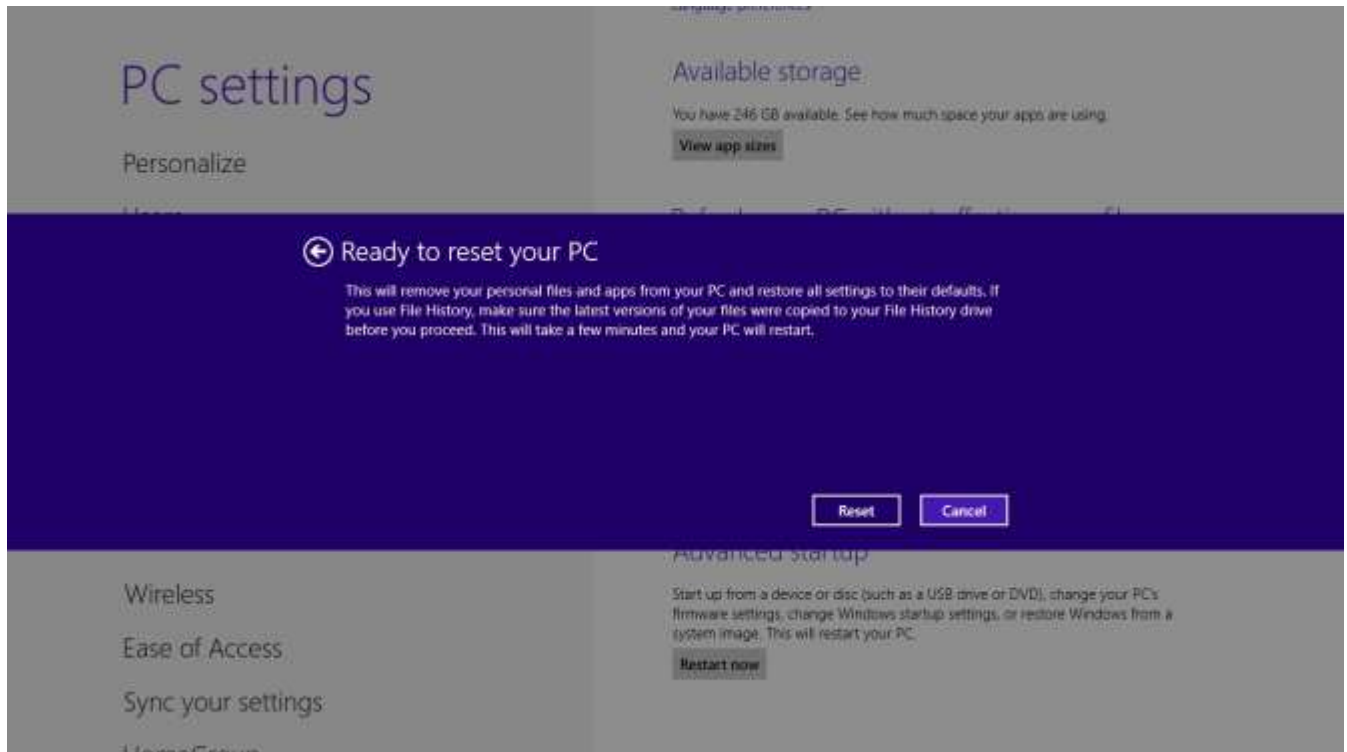 PC settings
Personalize
Available storage
You have 246 GB available. See how much space your apps are using.
View app sizes
Ready to reset your PC
This will remove your personal files and apps from your PC and restore all settings to their defaults. If
you use File History, make sure the latest versions of your files were copied to your File History drive
before you proceed. This will take a few minutes and your PC will restart.
Reset Cancel
Advanced startup
Start up from a device or disc (such as a USB drive or DVD), change your PC's
firmware settings, change Windows startup settings, or restore Windows from a
system image. This will restart your PC.
Restart now
Wireless
Ease of Access
Sync your settings